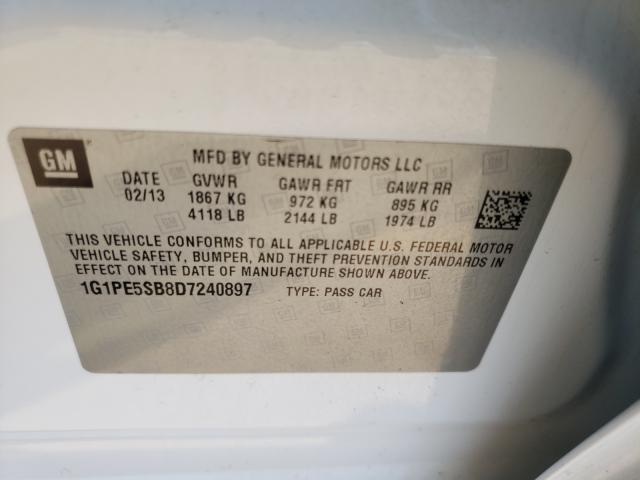 GM
MFD BY GENERAL MOTORS LLC
DATE GVWR GAWR FRT GAWR RR
02/13 1867 KG 972 KG 895 KG
4118 LB 2144 LB 1974 LB
THIS VEHICLE CONFORMS TO ALL APPLICABLE U.S. FEDERAL MOTOR
VEHICLE SAFETY, BUMPER, AND THEFT PREVENTION STANDARDS IN
EFFECT ON THE DATE OF MANUFACTURE SHOWN ABOVE.
1G1PE5SB8D7240897 TYPE: PASS CAR